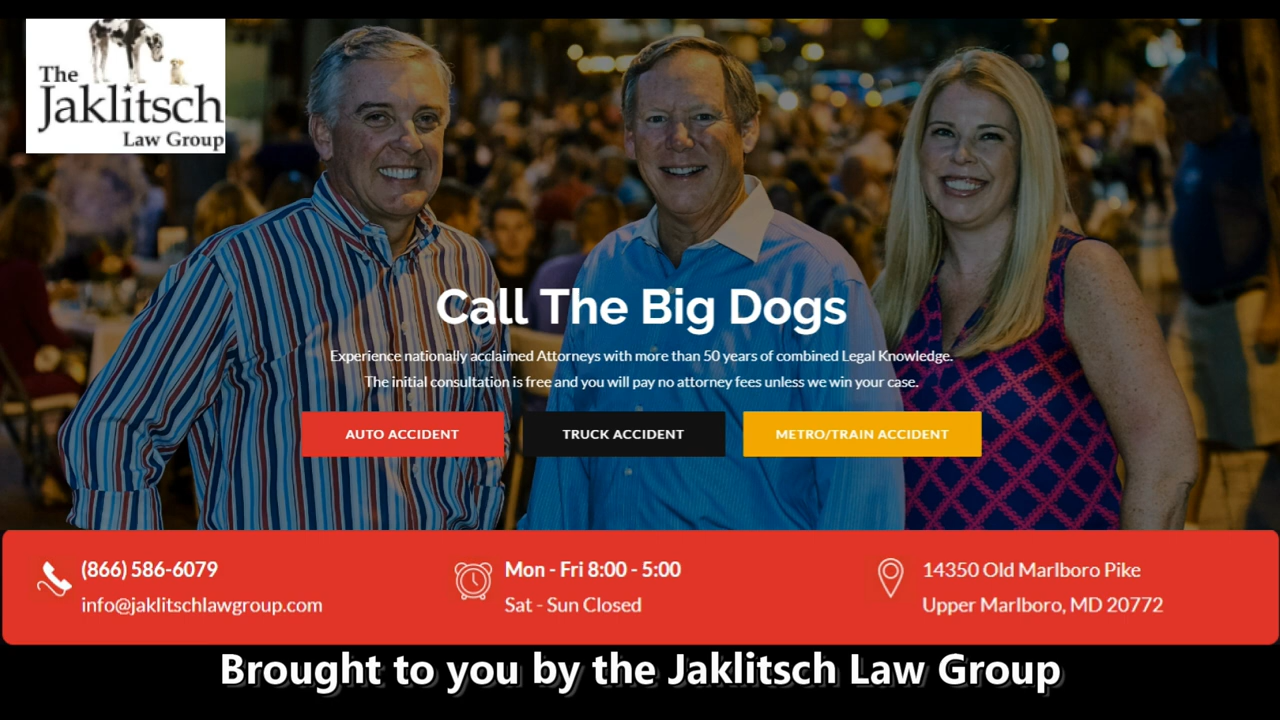 The
Jaklitsch
Law Group
Call The Big Dogs
Experience nationally acclaimed Attorneys with more than 50 years of combined Legal Knowledge.
The initial consultation is free and you will pay no attorney fees unless we win your case.
AUTO ACCIDENT
TRUCK ACCIDENT
METRO/TRAIN ACCIDENT
(866) 586-6079
info@jaklitschlawgroup.com
Mon - Fri 8:00 - 5:00
Sat - Sun Closed
14350 Old Marlboro Pike
Upper Marlboro, MD 20772
Brought to you by the Jaklitsch Law Group